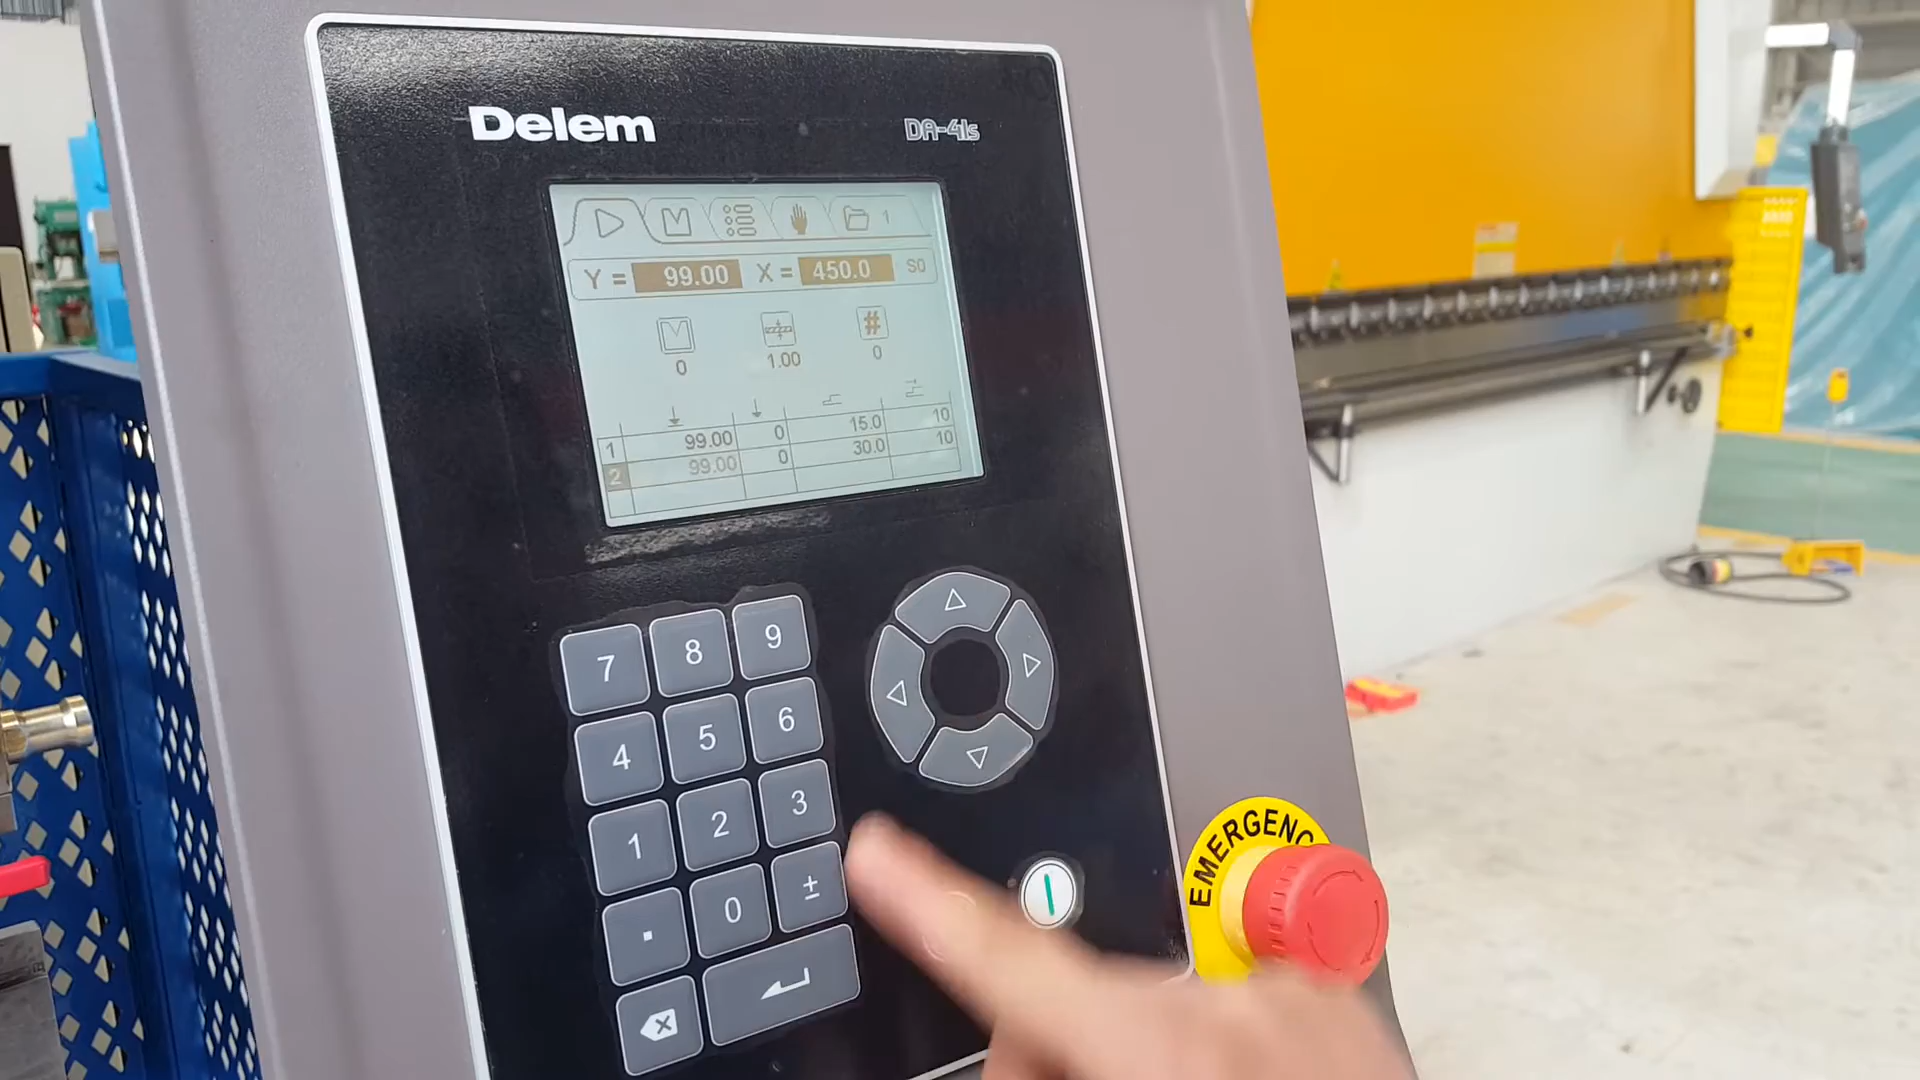 Delem
DA-41s
1
Y = 99.00 X = 450.0 S0
#
0 1.00 0
1 99.00 0 15.0 10
2 99.00 0 30.0 10
7 8 9
4 5 6
1 2 3
. 0 ±
EMERGENC